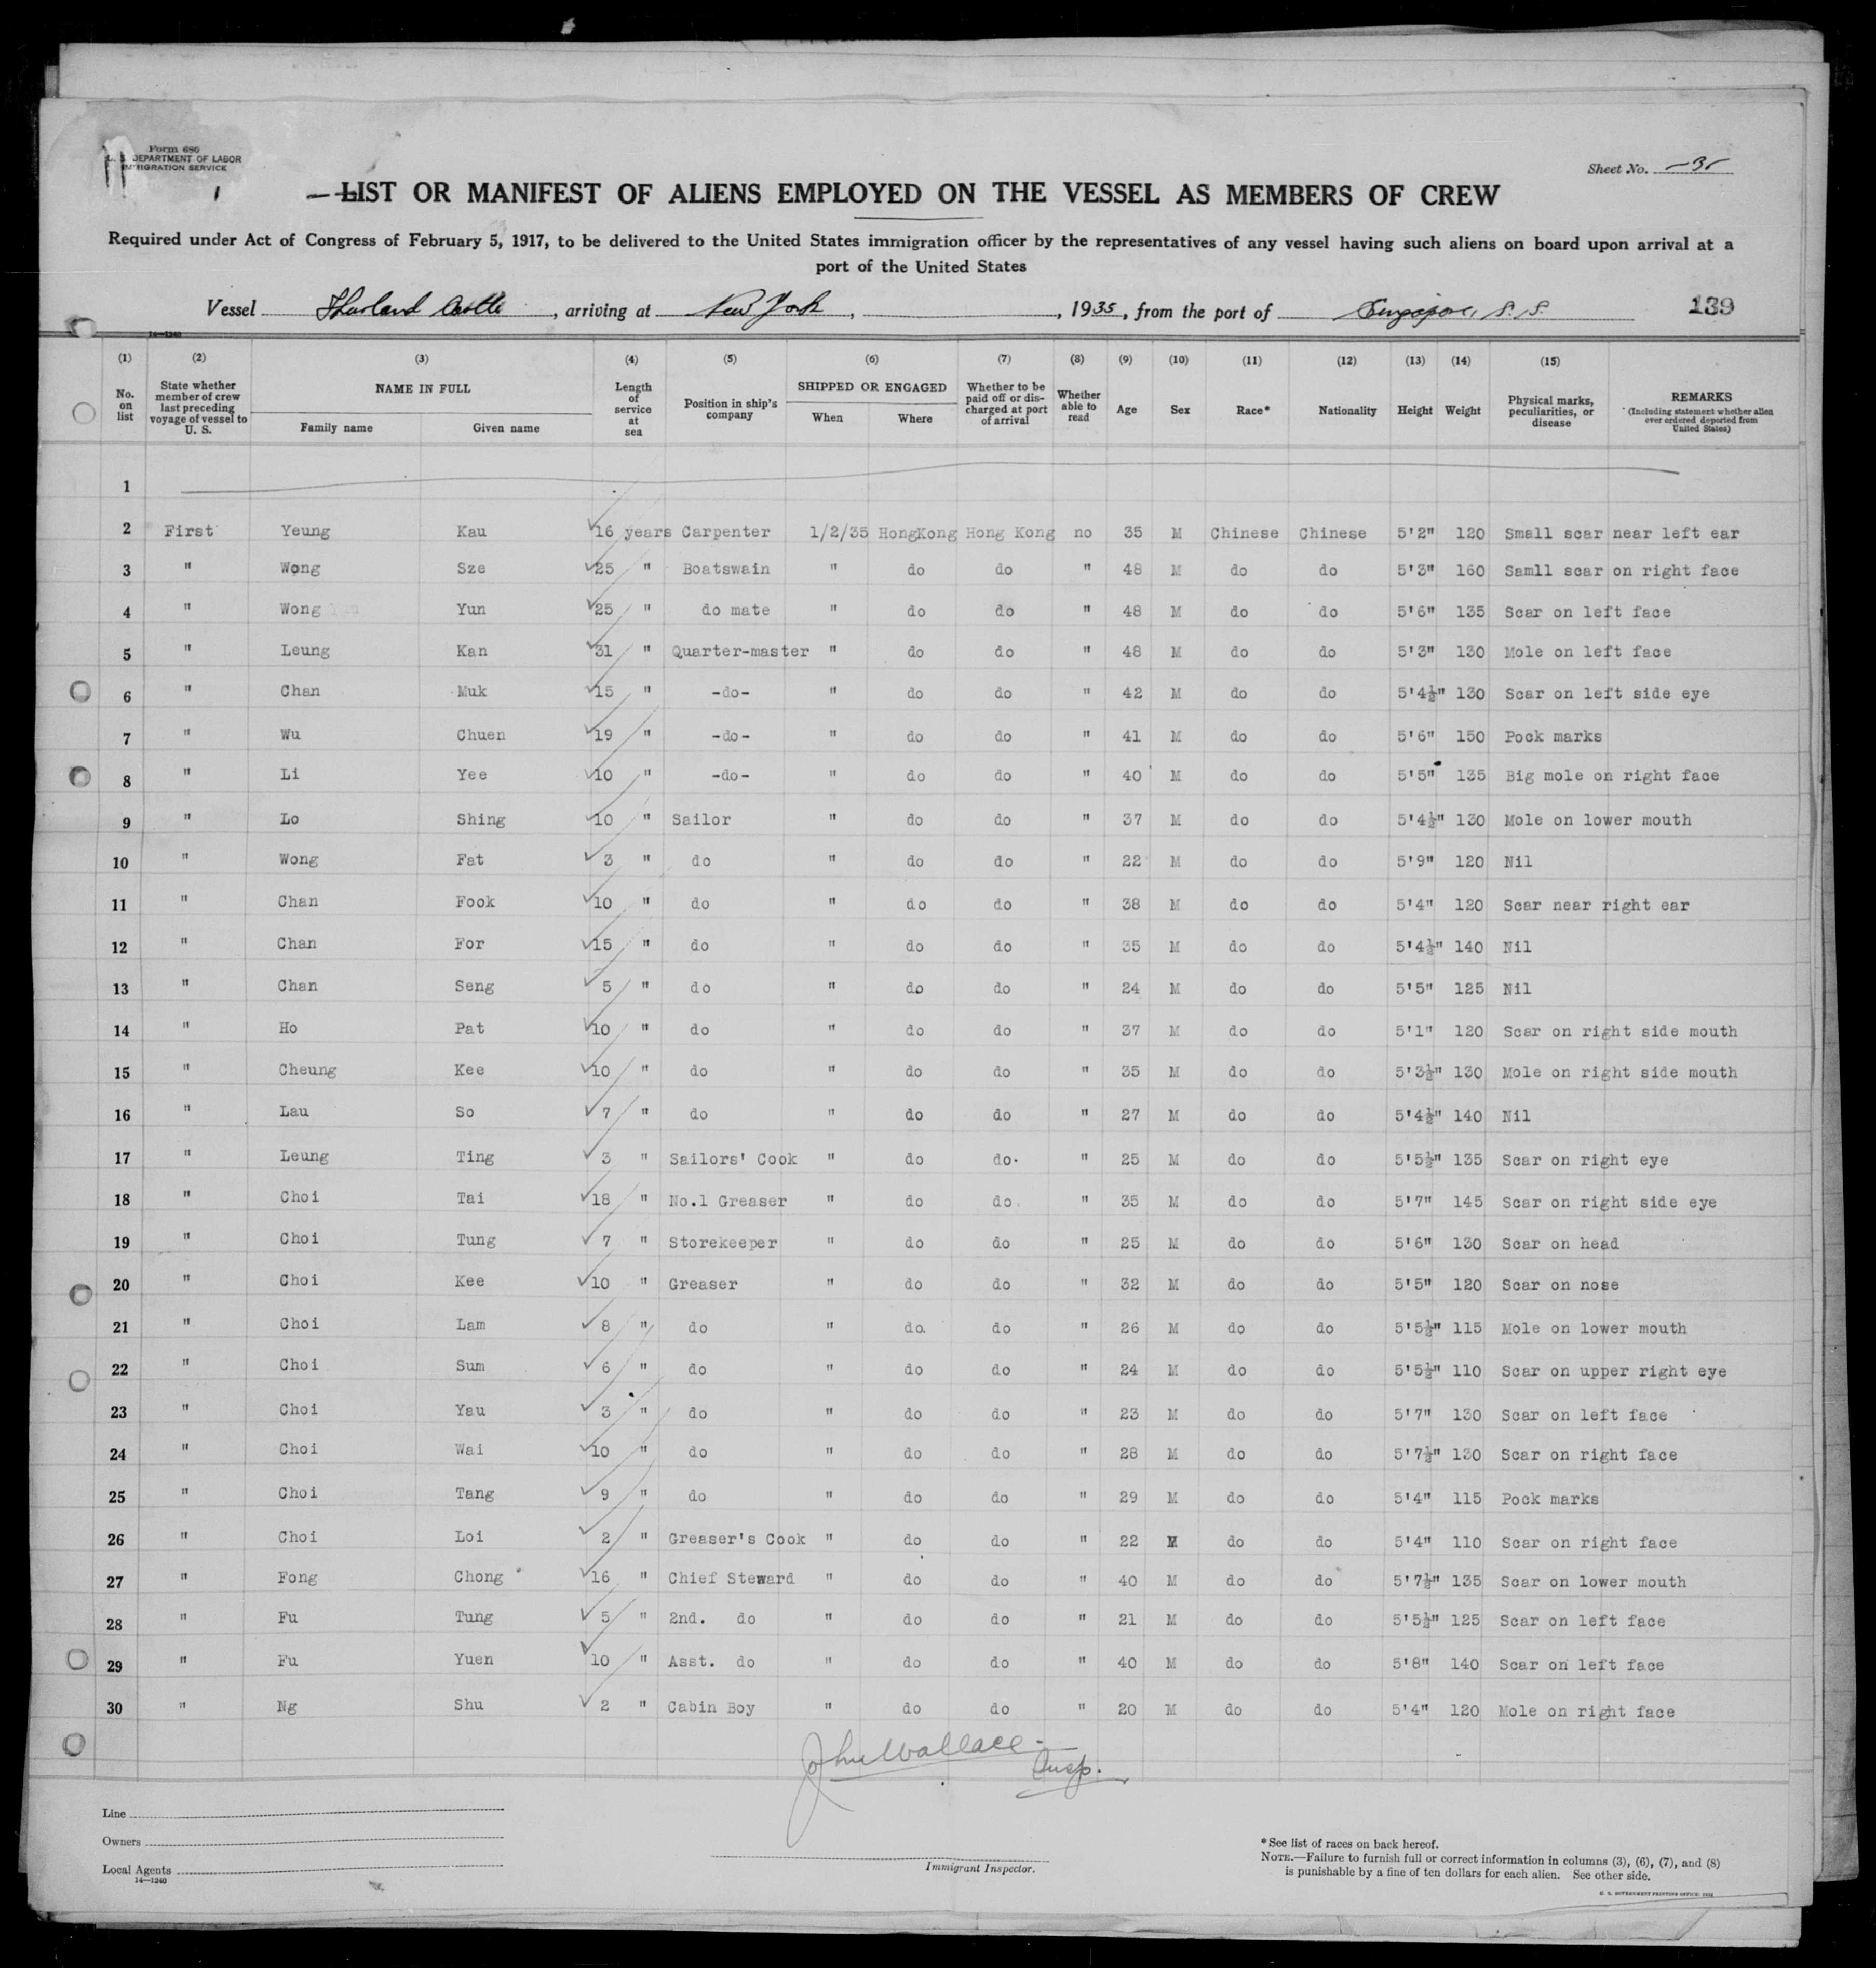 Form 680
U. S. DEPARTMENT OF LABOR
IMMIGRATION SERVICE
Sheet No. -3-
LIST OR MANIFEST OF ALIENS EMPLOYED ON THE VESSEL AS MEMBERS OF CREW
Required under Act of Congress of February 5, 1917, to be delivered to the United States immigration officer by the representatives of any vessel having such aliens on board upon arrival at a
port of the United States
Vessel Thurland Castle, arriving at New York, , 1935, from the port of Singapore, S. S. 139
14—1240
(1) (2) (3) (4) (5) (6) (7) (8) (9) (10) (11) (12) (13) (14) (15)
No. on list State whether member of crew last preceding voyage of vessel to U. S. NAME IN FULL Family name Given name Length of service at sea Position in ship's company SHIPPED OR ENGAGED When Where Whether to be paid off or discharged at port of arrival Whether able to read Age Sex Race* Nationality Height Weight Physical marks, peculiarities, or disease REMARKS (Including statement whether alien ever ordered deported from United States)
1
2 First Yeung Kau 16 years Carpenter 1/2/35 HongKong Hong Kong no 35 M Chinese Chinese 5'2" 120 Small scar near left ear
3 " Wong Sze 25 " Boatswain " do do " 48 M do do 5'3" 160 Samll scar on right face
4 " Wong Yun 25 " do mate " do do " 48 M do do 5'6" 135 Scar on left face
5 " Leung Kan 31 " Quarter-master " do do " 48 M do do 5'3" 130 Mole on left face
6 " Chan Muk 15 " -do- " do do " 42 M do do 5'4½" 130 Scar on left side eye
7 " Wu Chuen 19 " -do- " do do " 41 M do do 5'6" 150 Pock marks
8 " Li Yee 10 " -do- " do do " 40 M do do 5'5" 135 Big mole on right face
9 " Lo Shing 10 " Sailor " do do " 37 M do do 5'4½" 130 Mole on lower mouth
10 " Wong Fat 3 " do " do do " 22 M do do 5'9" 120 Nil
11 " Chan Fook 10 " do " do do " 38 M do do 5'4" 120 Scar near right ear
12 " Chan For 15 " do " do do " 35 M do do 5'4½" 140 Nil
13 " Chan Seng 5 " do " do do " 24 M do do 5'5" 125 Nil
14 " Ho Pat 10 " do " do do " 37 M do do 5'1" 120 Scar on right side mouth
15 " Cheung Kee 10 " do " do do " 35 M do do 5'3½" 130 Mole on right side mouth
16 " Lau So 7 " do " do do " 27 M do do 5'4½" 140 Nil
17 " Leung Ting 3 " Sailors' Cook " do do. " 25 M do do 5'5½" 135 Scar on right eye
18 " Choi Tai 18 " No.1 Greaser " do do. " 35 M do do 5'7" 145 Scar on right side eye
19 " Choi Tung 7 " Storekeeper " do do " 25 M do do 5'6" 130 Scar on head
20 " Choi Kee 10 " Greaser " do do " 32 M do do 5'5" 120 Scar on nose
21 " Choi Lam 8 " do " do. do " 26 M do do 5'5½" 115 Mole on lower mouth
22 " Choi Sum 6 " do " do do " 24 M do do 5'5½" 110 Scar on upper right eye
23 " Choi Yau 3 " do " do do " 23 M do do 5'7" 130 Scar on left face
24 " Choi Wai 10 " do " do do " 28 M do do 5'7½" 130 Scar on right face
25 " Choi Tang 9 " do " do do " 29 M do do 5'4" 115 Pock marks
26 " Choi Loi 2 " Greaser's Cook " do do " 22 M do do 5'4" 110 Scar on right face
27 " Fong Chong 16 " Chief Steward " do do " 40 M do do 5'7½" 135 Scar on lower mouth
28 " Fu Tung 5 " 2nd. do " do do " 21 M do do 5'5½" 125 Scar on left face
29 " Fu Yuen 10 " Asst. do " do do " 40 M do do 5'8" 140 Scar on left face
30 " Ng Shu 2 " Cabin Boy " do do " 20 M do do 5'4" 120 Mole on right face
John Wallace - Insp.
Line
Owners
Local Agents
14—1240
Immigrant Inspector.
*See list of races on back hereof.
NOTE.—Failure to furnish full or correct information in columns (3), (6), (7), and (8)
is punishable by a fine of ten dollars for each alien. See other side.
U. S. GOVERNMENT PRINTING OFFICE: 1932